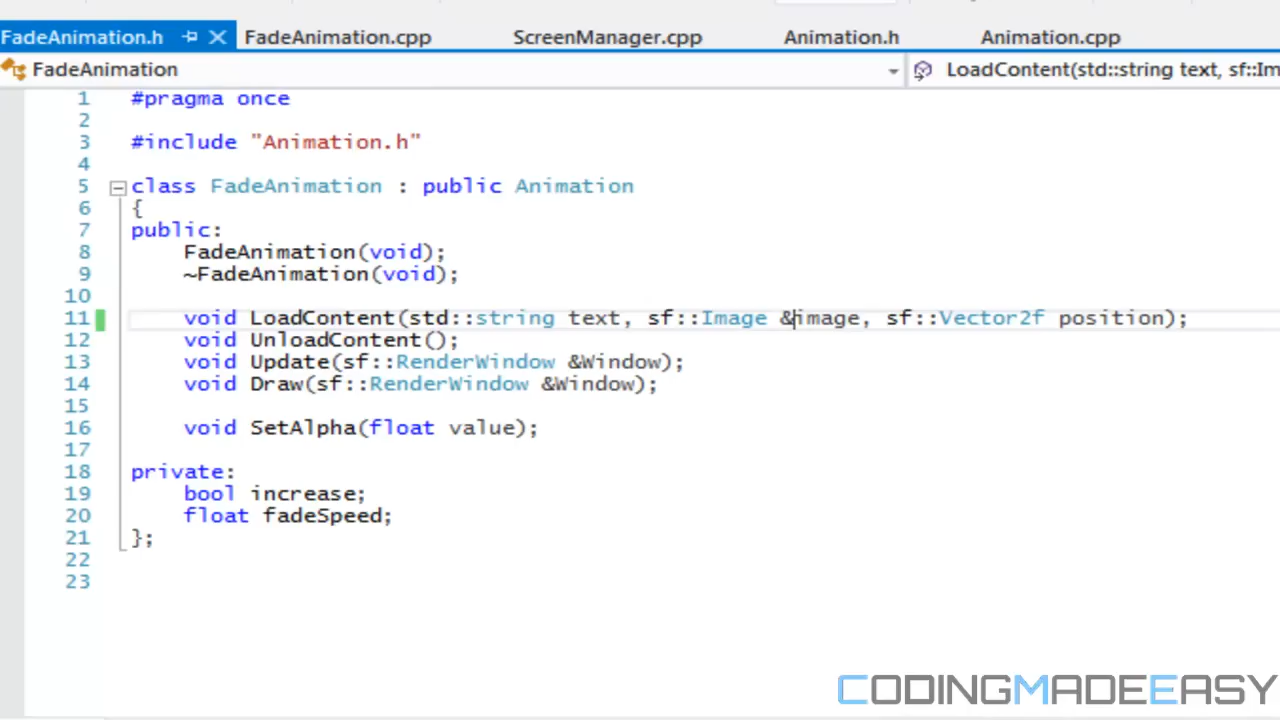 FadeAnimation.h FadeAnimation.cpp ScreenManager.cpp Animation.h Animation.cpp
FadeAnimation LoadContent(std::string text, sf::Im
1 #pragma once
2
3 #include "Animation.h"
4
5 class FadeAnimation : public Animation
6 {
7 public:
8 FadeAnimation(void);
9 ~FadeAnimation(void);
10
11 void LoadContent(std::string text, sf::Image &image, sf::Vector2f position);
12 void UnloadContent();
13 void Update(sf::RenderWindow &Window);
14 void Draw(sf::RenderWindow &Window);
15
16 void SetAlpha(float value);
17
18 private:
19 bool increase;
20 float fadeSpeed;
21 };
22
23
CODINGMADEEASY